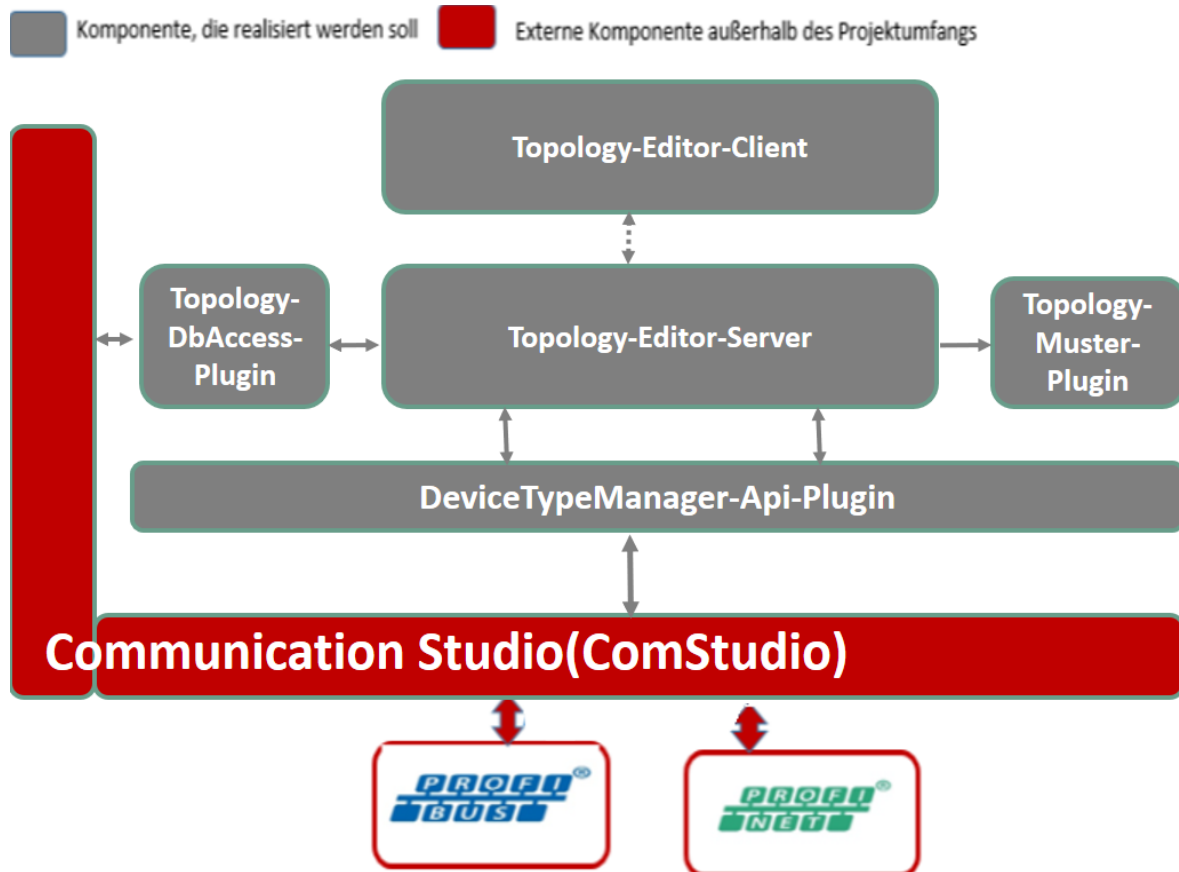 Komponente, die realisiert werden soll
Externe Komponente außerhalb des Projektumfangs
Topology-Editor-Client
Topology-
DbAccess-
Plugin
Topology-Editor-Server
Topology-
Muster-
Plugin
DeviceTypeManager-Api-Plugin
Communication Studio(ComStudio)
PROFI®
BUS
PROFI®
NET